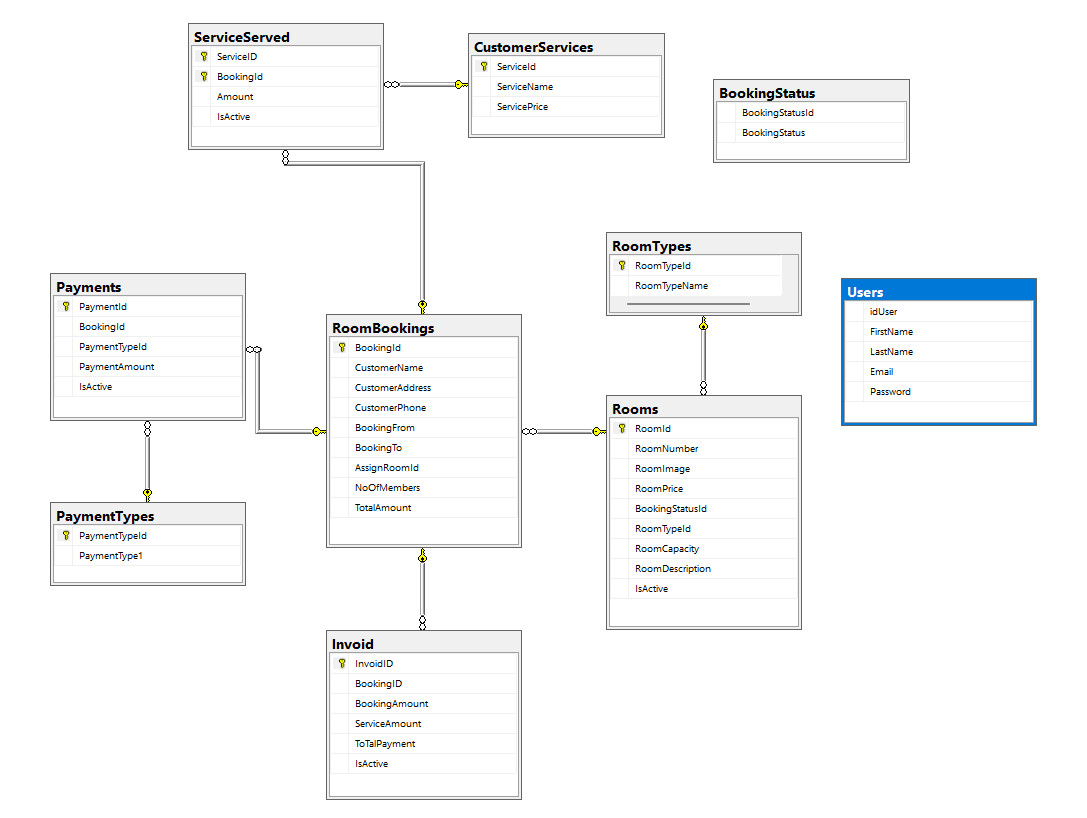 ServiceServed
ServiceID
BookingId
Amount
IsActive
CustomerServices
ServiceId
ServiceName
ServicePrice
BookingStatus
BookingStatusId
BookingStatus
RoomTypes
RoomTypeId
RoomTypeName
Users
idUser
FirstName
LastName
Email
Password
Payments
PaymentId
BookingId
PaymentTypeId
PaymentAmount
IsActive
RoomBookings
BookingId
CustomerName
CustomerAddress
CustomerPhone
BookingFrom
BookingTo
AssignRoomId
NoOfMembers
TotalAmount
Rooms
RoomId
RoomNumber
RoomImage
RoomPrice
BookingStatusId
RoomTypeId
RoomCapacity
RoomDescription
IsActive
PaymentTypes
PaymentTypeId
PaymentType1
Invoid
InvoidID
BookingID
BookingAmount
ServiceAmount
ToTalPayment
IsActive